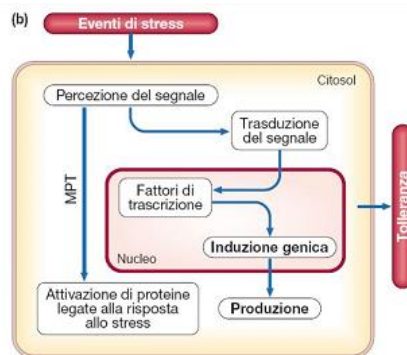 (b)
Eventi di stress
Citosol
Percezione del segnale
Trasduzione
del segnale
MPT
Fattori di
trascrizione
Induzione genica
Nucleo
Attivazione di proteine
legate alla risposta
allo stress
Produzione
Tolleranza